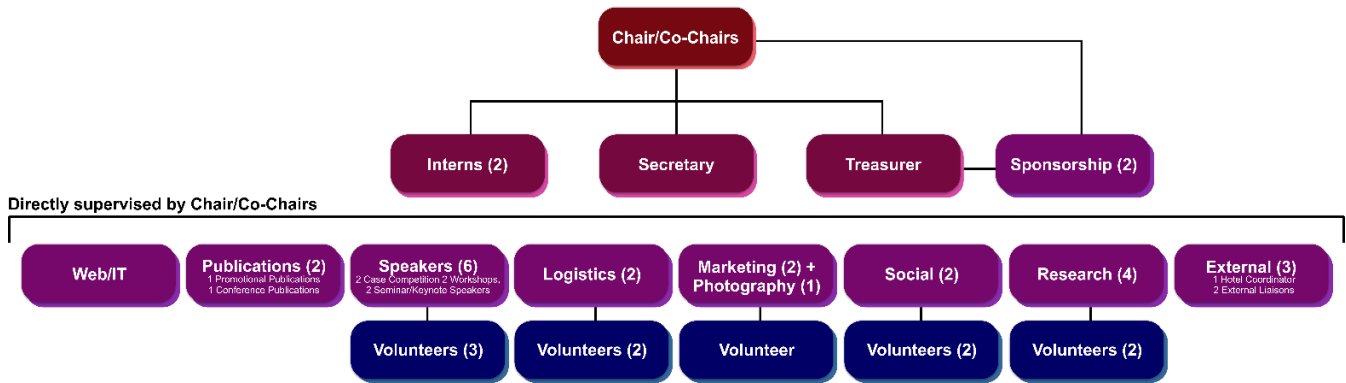 Chair/Co-Chairs
Interns (2)
Secretary
Treasurer
Sponsorship (2)
Directly supervised by Chair/Co-Chairs
Web/IT
Publications (2)
1 Promotional Publications
1 Conference Publications
Speakers (6)
2 Case Competition 2 Workshops,
2 Seminar/Keynote Speakers
Logistics (2)
Marketing (2) +
Photography (1)
Social (2)
Research (4)
External (3)
1 Hotel Coordinator
2 External Liaisons
Volunteers (3)
Volunteers (2)
Volunteer
Volunteers (2)
Volunteers (2)